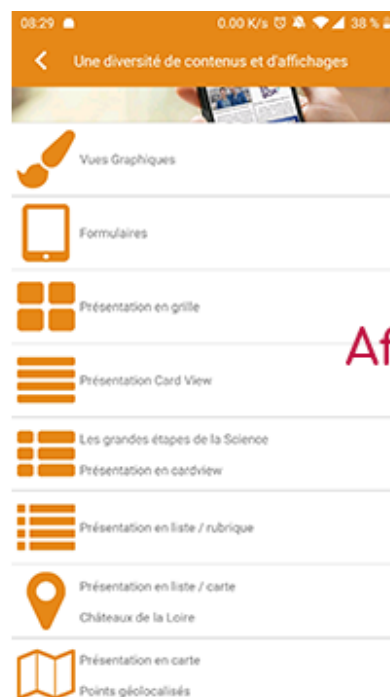 08:29 0.00 K/s 38 %
Une diversité de contenus et d'affichages
Vues Graphiques
Formulaires
Présentation en grille
Af
Présentation Card View
Les grandes étapes de la Science
Présentation en cardview
Présentation en liste / rubrique
Présentation en liste / carte
Châteaux de la Loire
Présentation en carte
Points géolocalisés